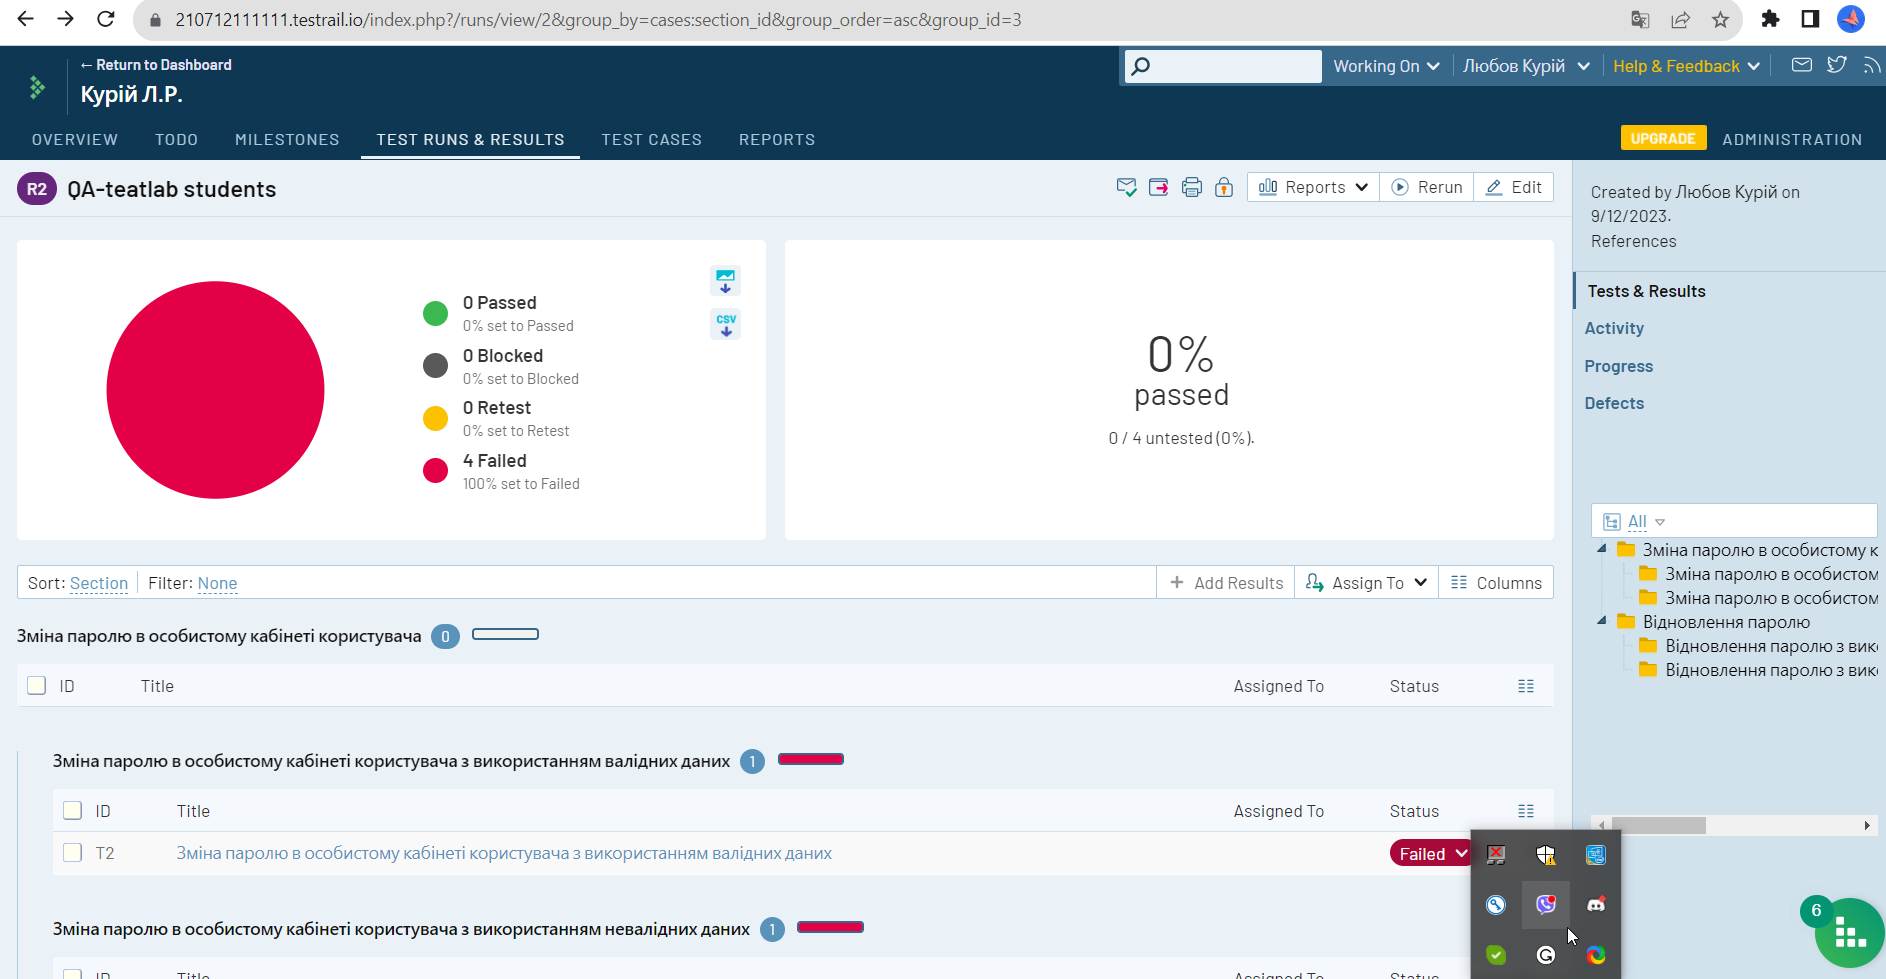 210712111111.testrail.io/index.php?/runs/view/2&group_by=cases:section_id&group_order=asc&group_id=3
← Return to Dashboard
Курій Л.Р.
Working On
Любов Курій
Help & Feedback
OVERVIEW
TODO
MILESTONES
TEST RUNS & RESULTS
TEST CASES
REPORTS
UPGRADE
ADMINISTRATION
R2
QA-teatlab students
Reports
Rerun
Edit
Created by Любов Курій on
9/12/2023.
References
Tests & Results
Activity
Progress
Defects
0 Passed
0% set to Passed
0 Blocked
0% set to Blocked
0 Retest
0% set to Retest
4 Failed
100% set to Failed
CSV
0%
passed
0 / 4 untested (0%).
All
Зміна паролю в особистому к
Зміна паролю в особистом
Зміна паролю в особистом
Відновлення паролю
Відновлення паролю з вик
Відновлення паролю з вик
Sort: Section
Filter: None
+ Add Results
Assign To
Columns
Зміна паролю в особистому кабінеті користувача 0
ID
Title
Assigned To
Status
Зміна паролю в особистому кабінеті користувача з використанням валідних даних 1
ID
Title
Assigned To
Status
T2
Зміна паролю в особистому кабінеті користувача з використанням валідних даних
Failed
Зміна паролю в особистому кабінеті користувача з використанням невалідних даних 1
ID
Title
Assigned To
Status
6